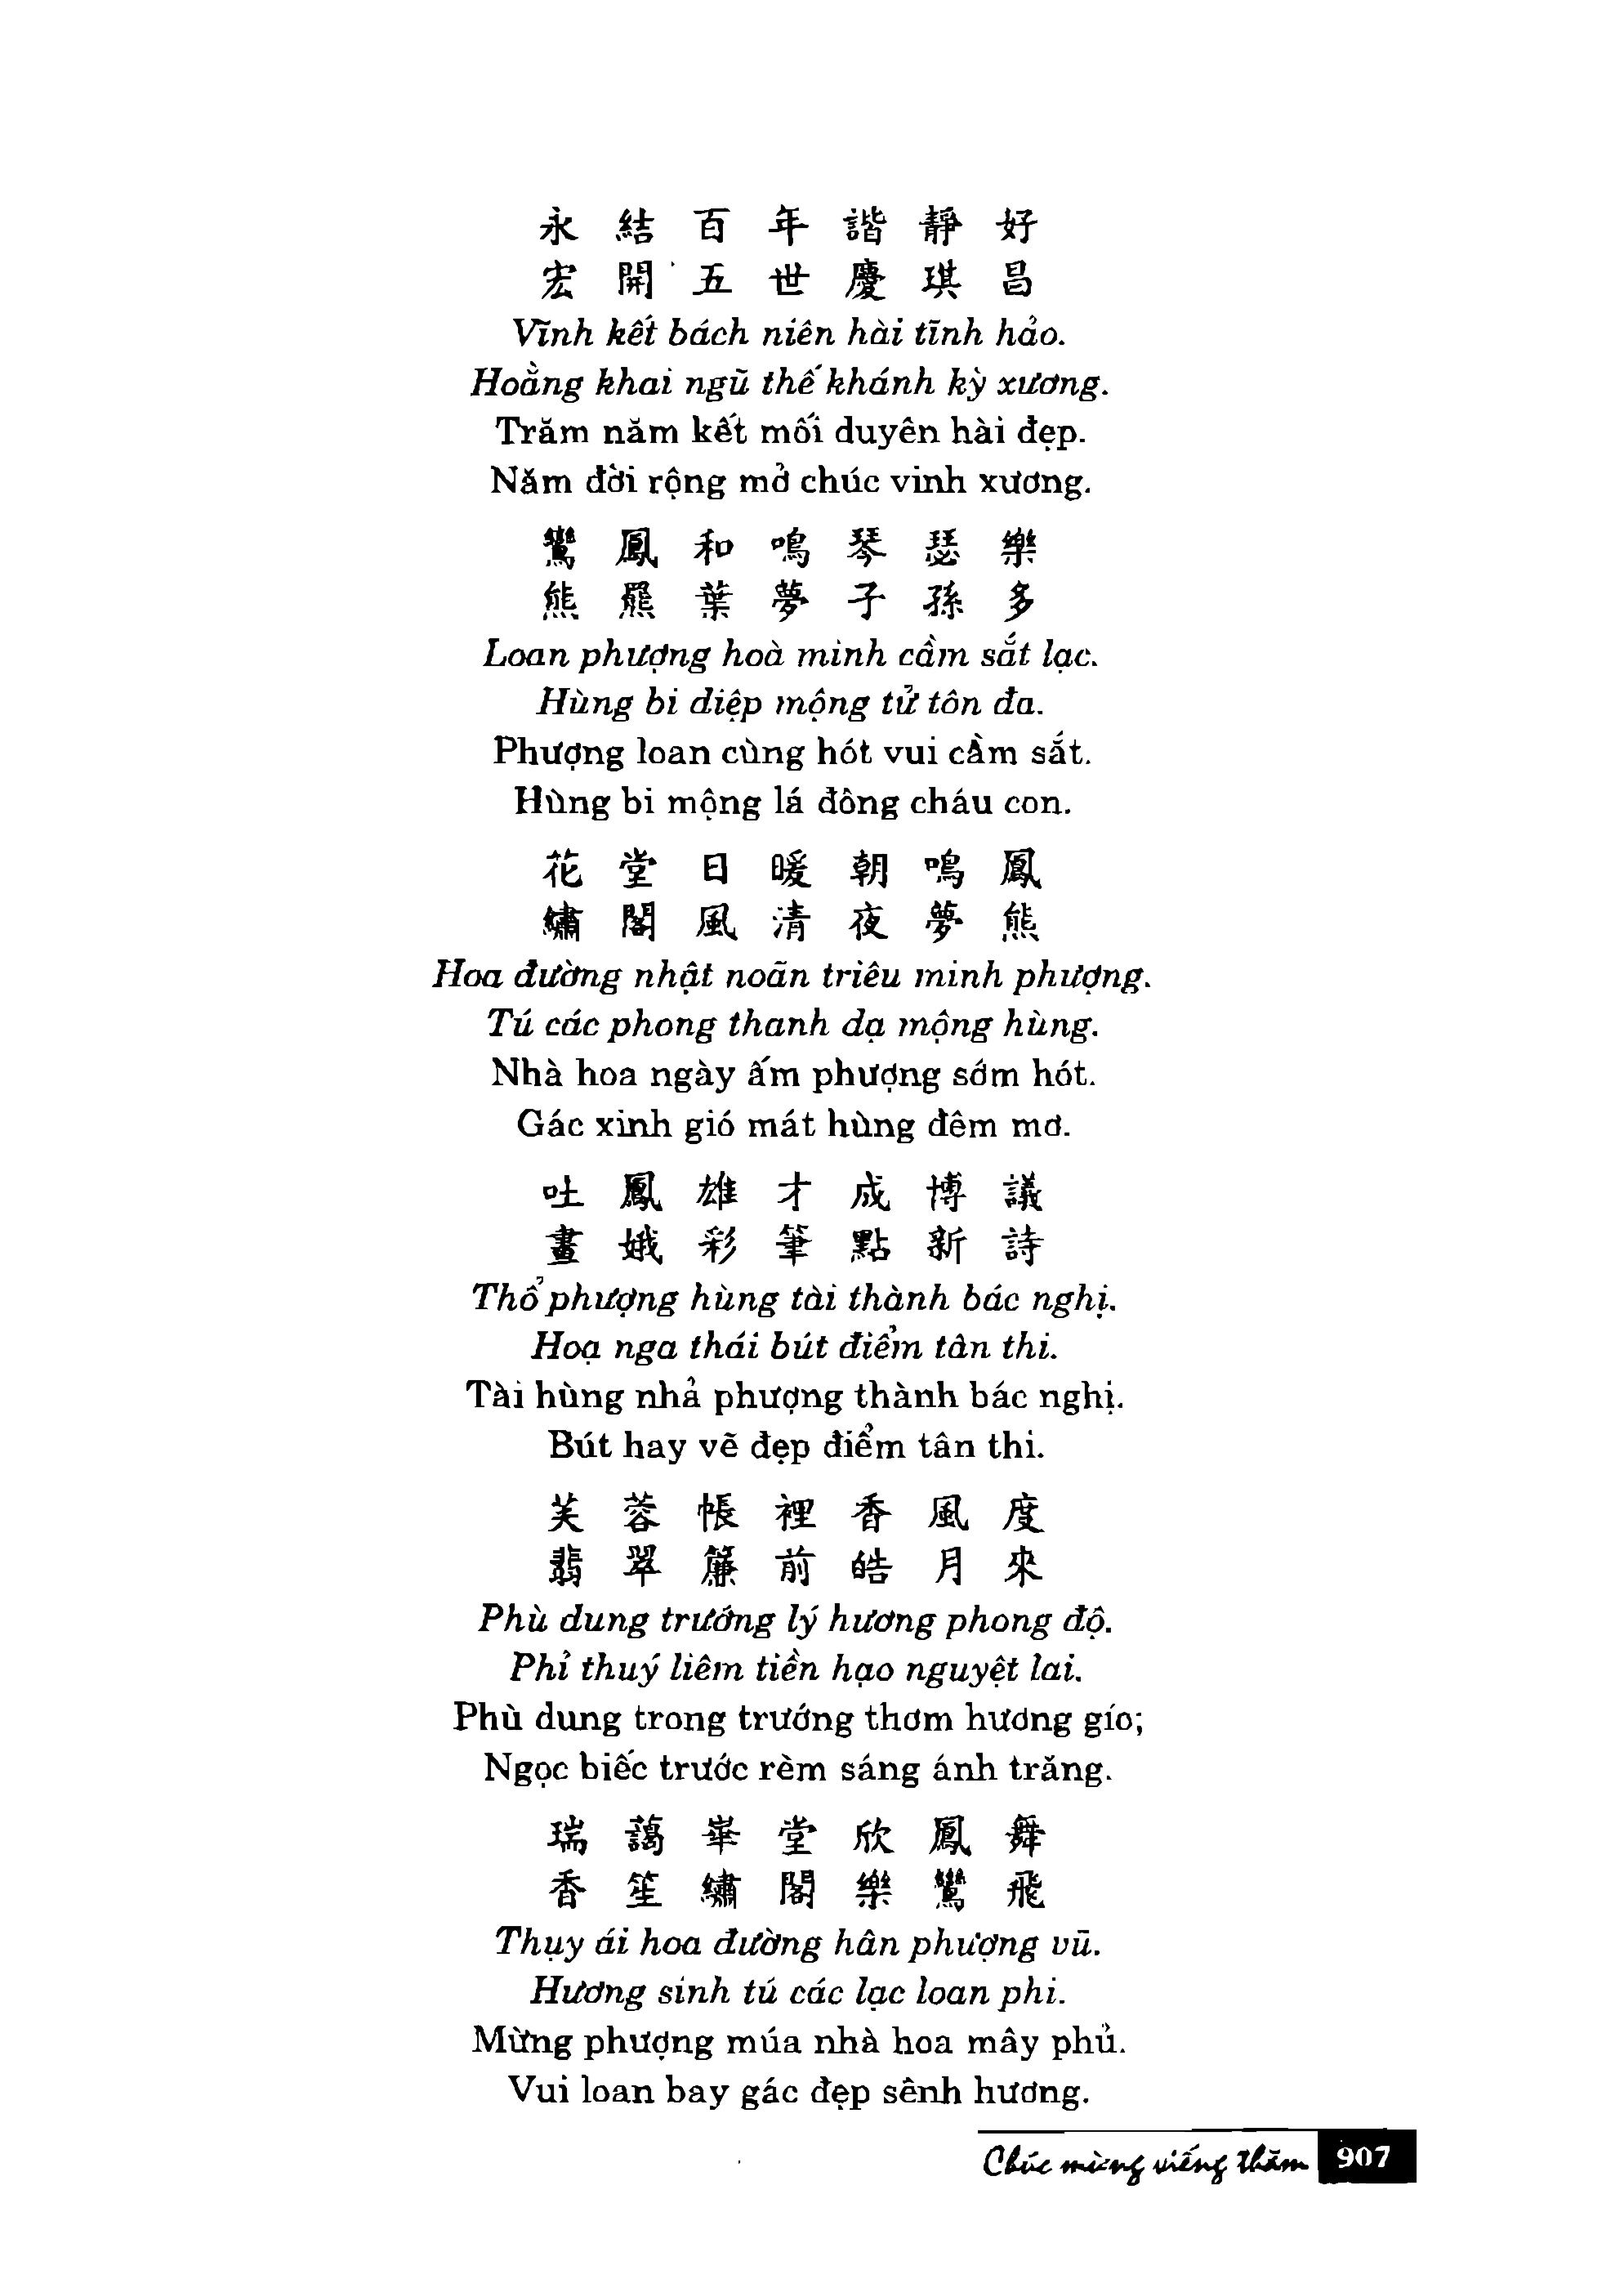 永結百年諧靜好
宏開五世慶琪昌
Vĩnh kết bách niên hài tĩnh hảo.
Hoằng khai ngũ thế khánh kỳ xương.
Trăm năm kết mối duyên hài đẹp.
Năm đời rộng mở chúc vinh xương.
鸞鳳和鳴琴瑟樂
熊羆葉夢子孫多
Loan phượng hoà minh cầm sắt lạc.
Hùng bi diệp mộng tử tôn đa.
Phượng loan cùng hót vui cầm sắt.
Hùng bi mộng lá đông cháu con.
花堂日暖朝鳴鳳
繡閣風清夜夢熊
Hoa đường nhật noãn triêu minh phượng.
Tú các phong thanh dạ mộng hùng.
Nhà hoa ngày ấm phượng sớm hót.
Gác xinh gió mát hùng đêm mơ.
吐鳳雄才成博議
畫娥彩筆點新詩
Thổ phượng hùng tài thành bác nghị.
Hoạ nga thái bút điểm tân thi.
Tài hùng nhả phượng thành bác nghị.
Bút hay vẽ đẹp điểm tân thi.
芙蓉帳裡香風度
翡翠簾前皓月來
Phù dung trướng lý hương phong độ.
Phỉ thuý liêm tiền hạo nguyệt lai.
Phù dung trong trướng thơm hương gío;
Ngọc biếc trước rèm sáng ánh trăng.
瑞藹崋堂欣鳳舞
香笙繡閣樂鸞飛
Thụy ái hoa đường hân phượng vũ.
Hương sinh tú các lạc loan phi.
Mừng phượng múa nhà hoa mây phủ.
Vui loan bay gác đẹp sênh hương.
Chúc mừng viếng thăm 907